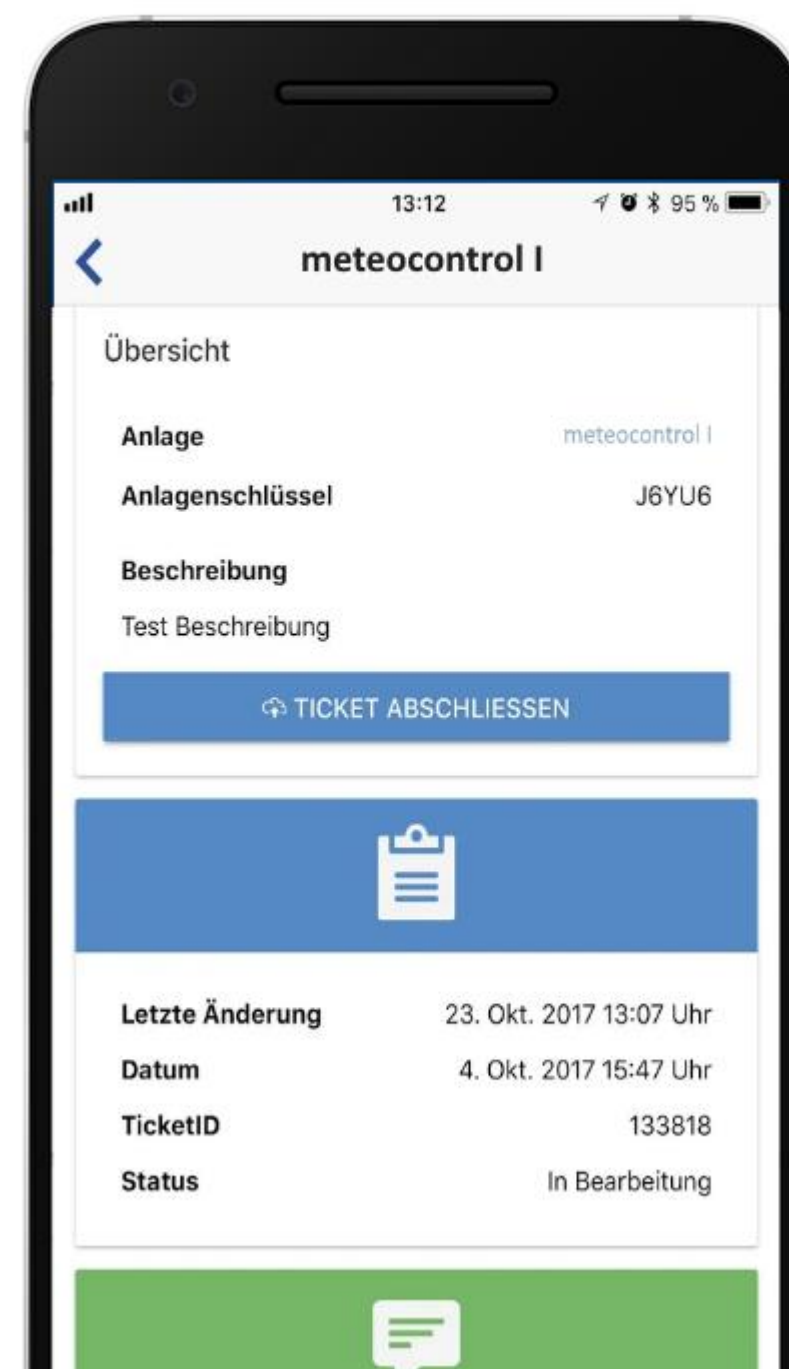 13:12 95 %
meteocontrol I
Übersicht
Anlage meteocontrol I
Anlagenschlüssel J6YU6
Beschreibung
Test Beschreibung
TICKET ABSCHLIESSEN
Letzte Änderung 23. Okt. 2017 13:07 Uhr
Datum 4. Okt. 2017 15:47 Uhr
TicketID 133818
Status In Bearbeitung